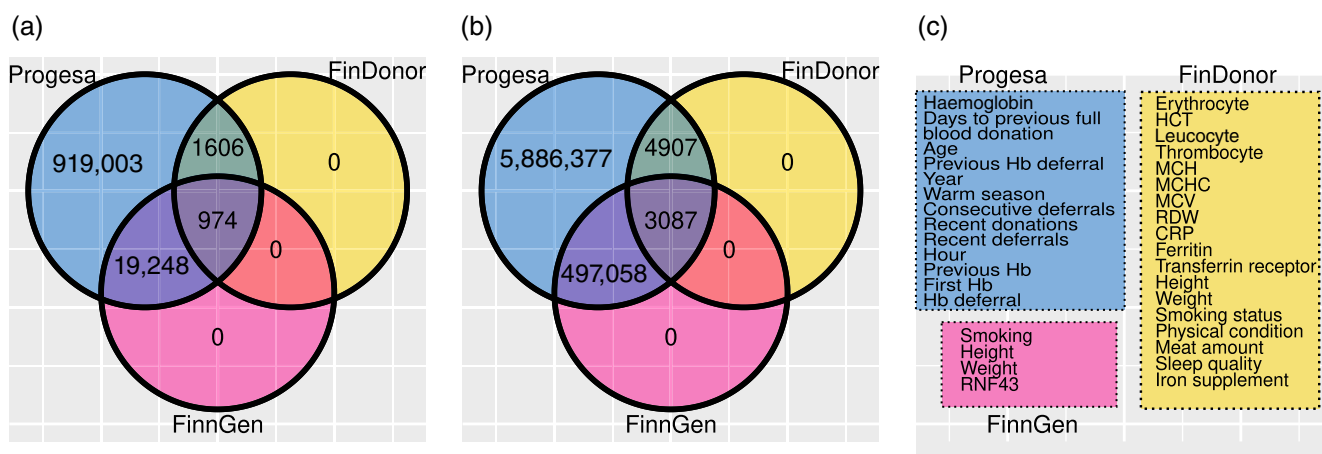 (a)
Progesa
FinDonor
919,003
1606
0
974
19,248
0
0
FinnGen
(b)
Progesa
FinDonor
5,886,377
4907
0
3087
497,058
0
0
FinnGen
(c)
Progesa
Haemoglobin
Days to previous full
blood donation
Age
Previous Hb deferral
Year
Warm season
Consecutive deferrals
Recent donations
Recent deferrals
Hour
Previous Hb
First Hb
Hb deferral
Smoking
Height
Weight
RNF43
FinnGen
FinDonor
Erythrocyte
HCT
Leucocyte
Thrombocyte
MCH
MCHC
MCV
RDW
CRP
Ferritin
Transferrin receptor
Height
Weight
Smoking status
Physical condition
Meat amount
Sleep quality
Iron supplement